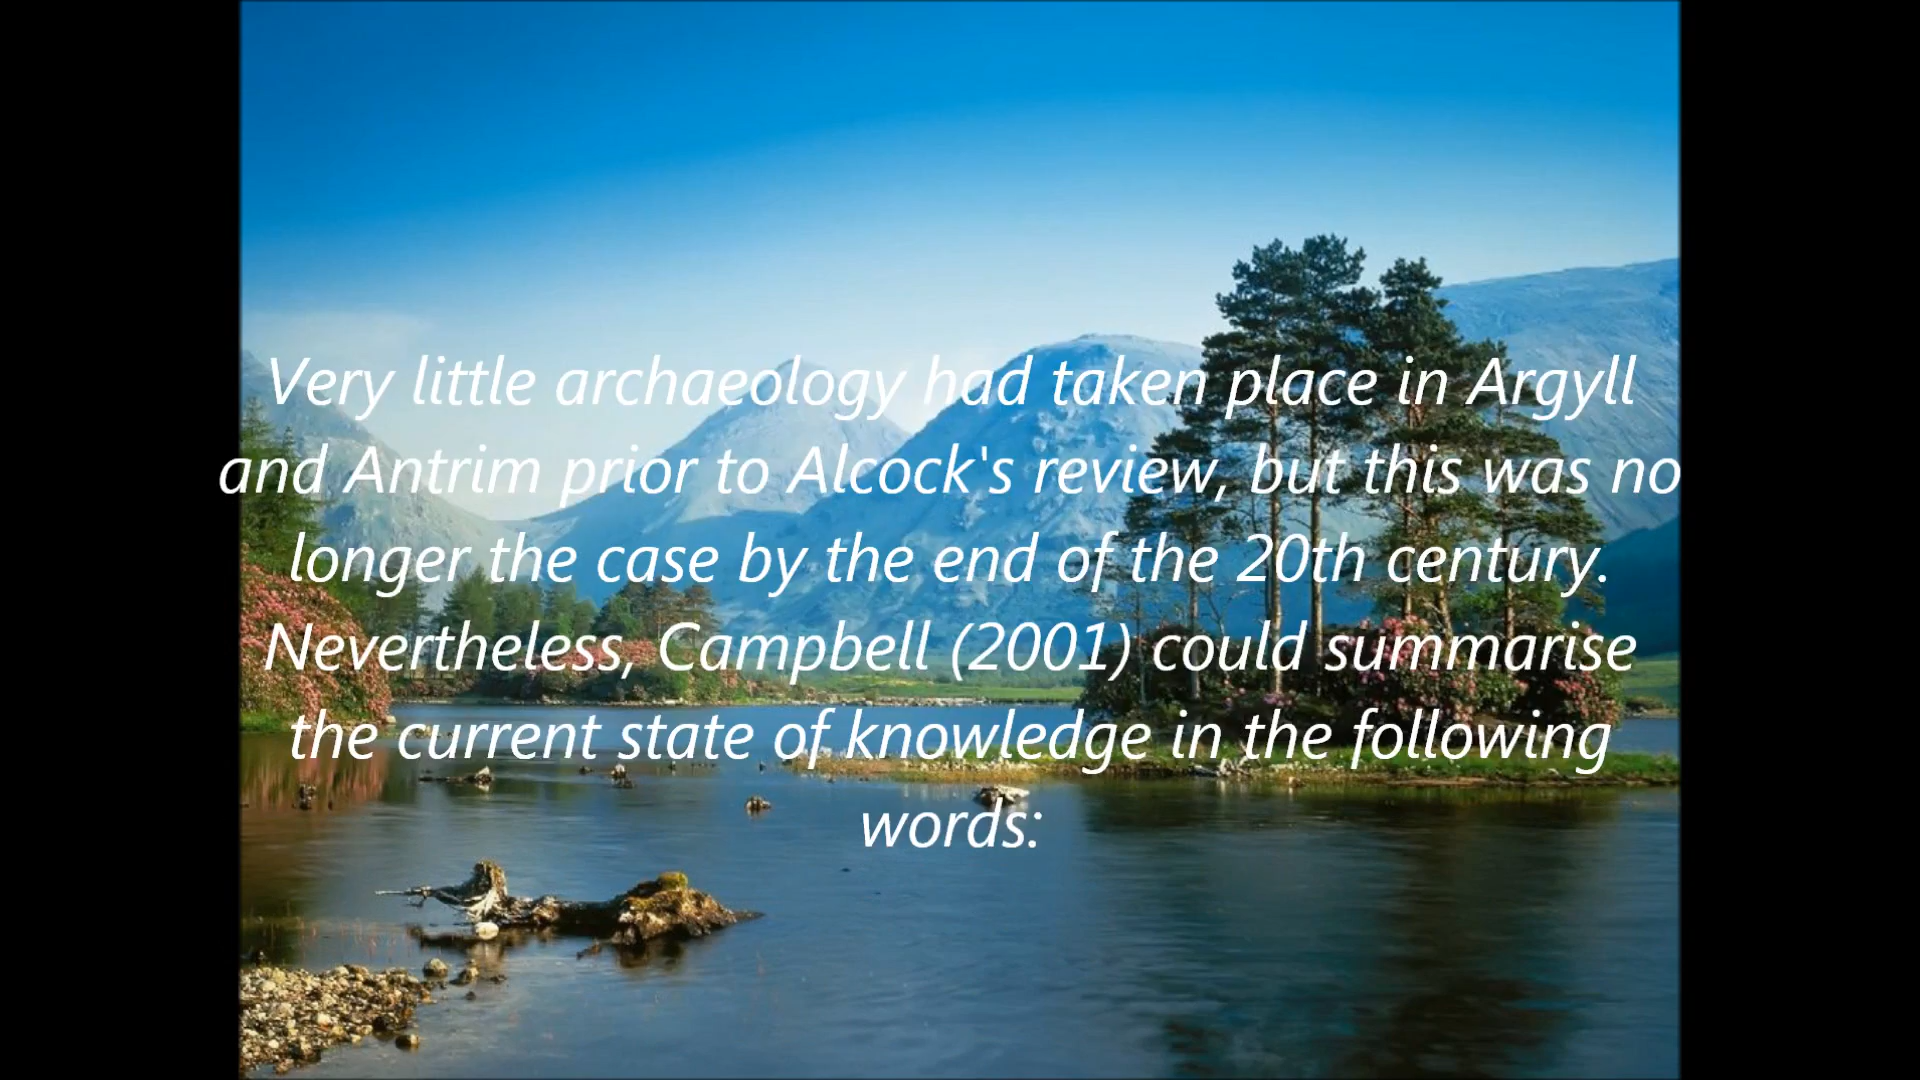 Very little archaeology had taken place in Argyll
and Antrim prior to Alcock's review, but this was no
longer the case by the end of the 20th century.
Nevertheless, Campbell (2001) could summarise
the current state of knowledge in the following
words: